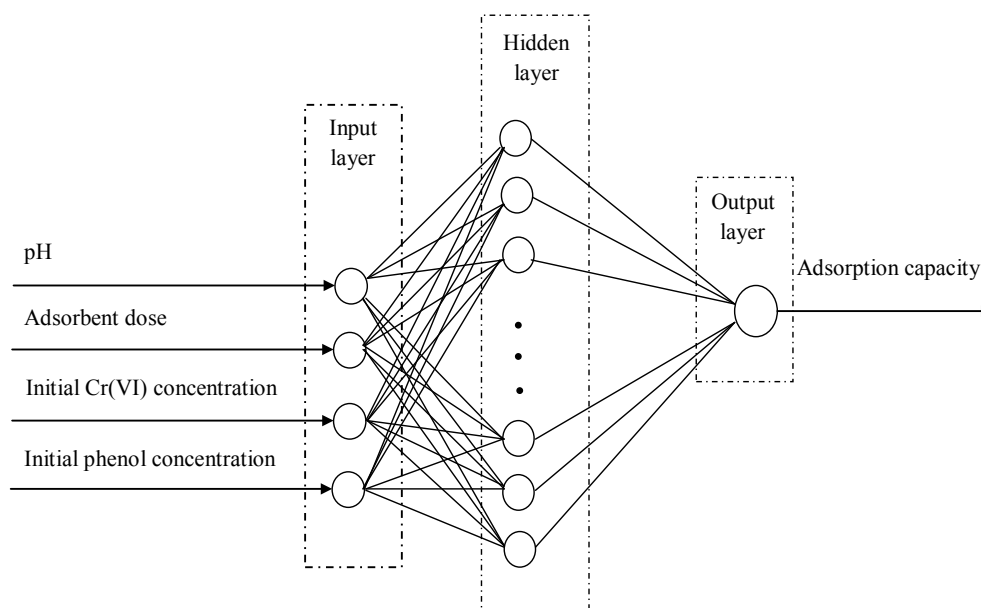 Hidden
layer
Input
layer
Output
layer
pH
Adsorption capacity
Adsorbent dose
Initial Cr(VI) concentration
Initial phenol concentration